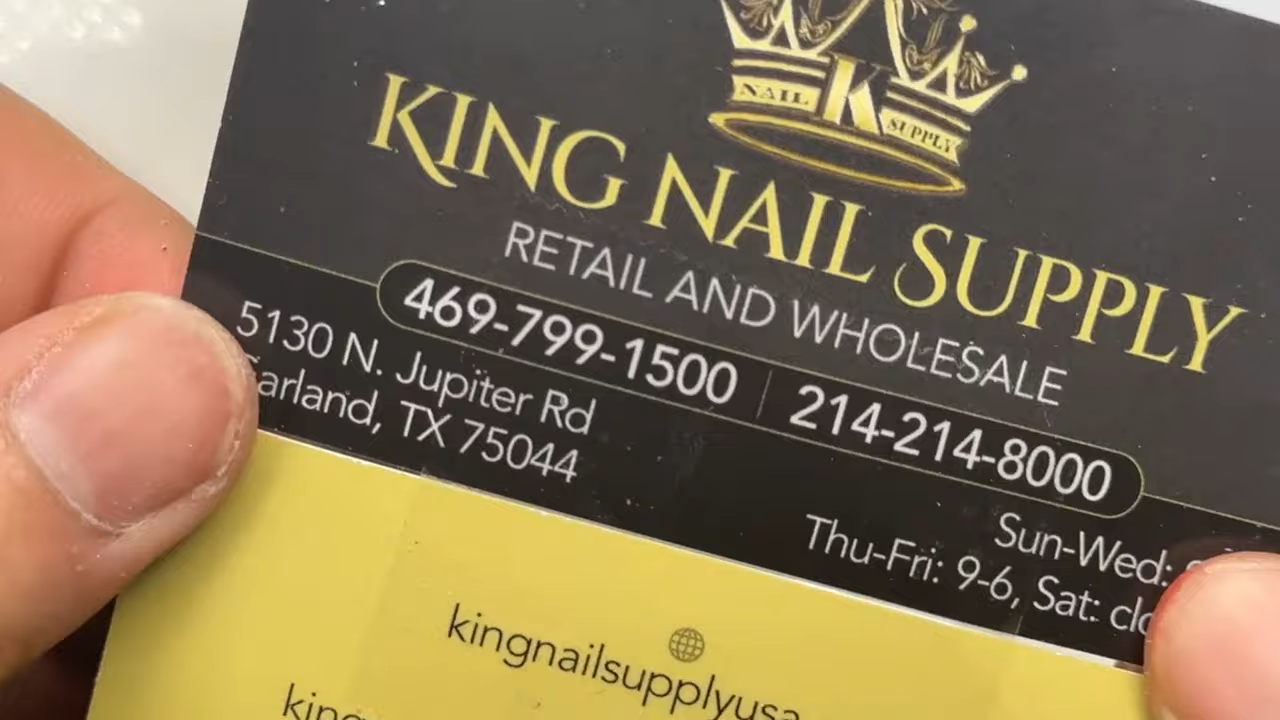 NAIL K SUPPLY
KING NAIL SUPPLY
RETAIL AND WHOLESALE
469-799-1500 | 214-214-8000
5130 N. Jupiter Rd
Garland, TX 75044
Sun-Wed:
Thu-Fri: 9-6, Sat:
kingnailsupplyusa